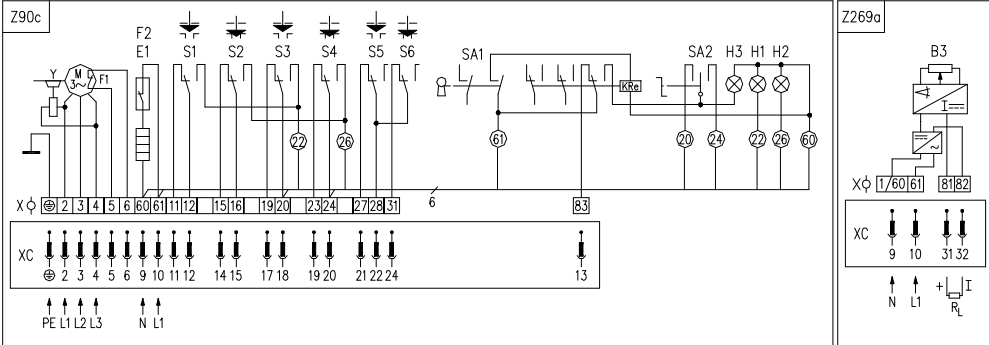 Z90c
Z269a
F2
E1 S1 S2 S3 S4 S5 S6 SA1 SA2 H3 H1 H2
B3
Y M 3~ F1
KRe
I
22 26 61 20 24 22 26 60
6
X 2 3 4 5 6 60 61 11 12 15 16 19 20 23 24 27 28 31 83
X 1/60 61 81 82
XC
2 3 4 5 6 9 10 11 12 14 15 17 18 19 20 21 22 24 13
PE L1 L2 L3 N L1
XC
9 10 31 32
N L1 + I
RL